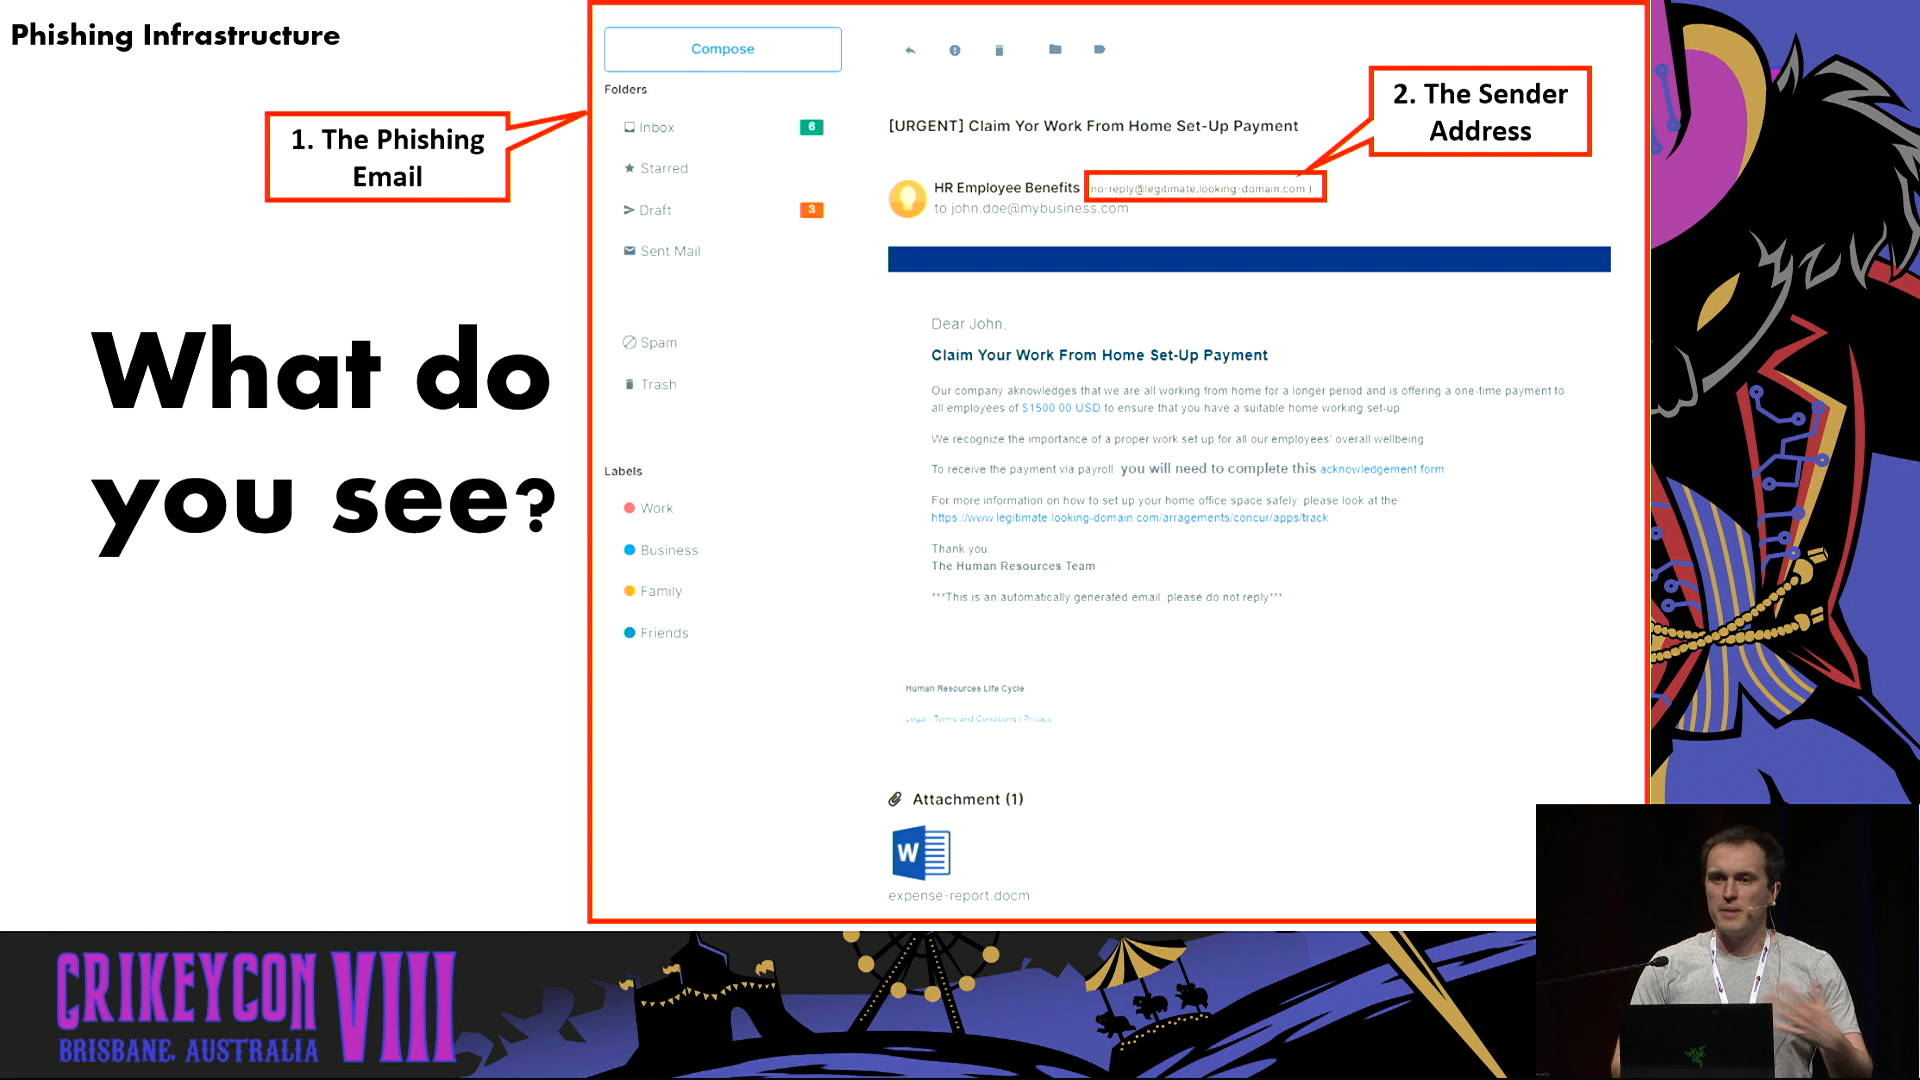 Phishing Infrastructure
What do
you see?
1. The Phishing
Email
2. The Sender
Address
Compose
Folders
Inbox
6
Starred
Draft
3
Sent Mail
Spam
Trash
Labels
Work
Business
Family
Friends
[URGENT] Claim Yor Work From Home Set-Up Payment
HR Employee Benefits no-reply@legitimate.looking-domain.com )
to john.doe@mybusiness.com
Dear John,
Claim Your Work From Home Set-Up Payment
Our company aknowledges that we are all working from home for a longer period and is offering a one-time payment to
all employees of $1500 00 USD to ensure that you have a suitable home working set-up
We recognize the importance of a proper work set up for all our employees' overall wellbeing
To receive the payment via payroll you will need to complete this acknowledgement form
For more information on how to set up your home office space safely, please look at the
https://www legitimate looking-domain com/arragements/concur/apps/track
Thank you.
The Human Resources Team
***This is an automatically generated email please do not reply***
Human Resources Life Cycle
Legal | Terms and Conditions | Privacy
Attachment (1)
W
expense-report.docm
CRIKEYCON VIII
BRISBANE, AUSTRALIA